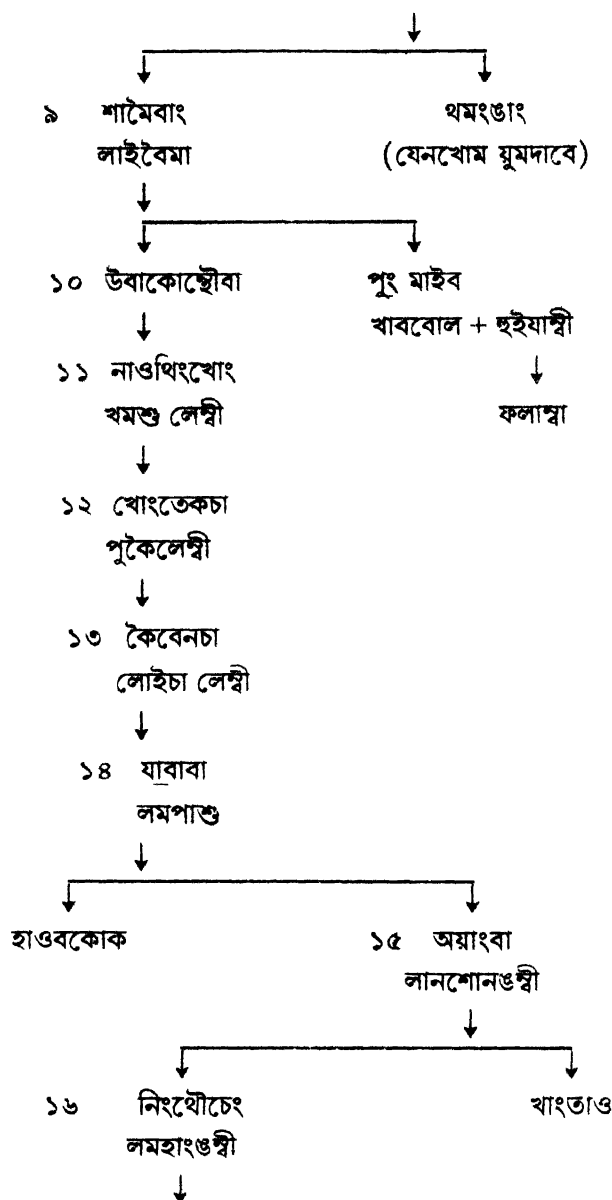 ৯ শামৈবাং
লাইবৈমা
থমংঙাং
(যেনখোম য়ুমদাবে)
১০ উবাকোন্থৌবা
পুং মাইব
খাববোল + হুইযাম্বী
ফলাম্বা
১১ নাওথিংখোং
খমশু লেম্বী
১২ খোংতেকচা
পুকৈলেম্বী
১৩ কৈবেনচা
লোইচা লেম্বী
১৪ যাবাবা
লমপাশু
হাওবকোক
১৫ অয়াংবা
লানশোনঙম্বী
১৬ নিংথৌচেং
লমহাংঙম্বী
খাংতাও